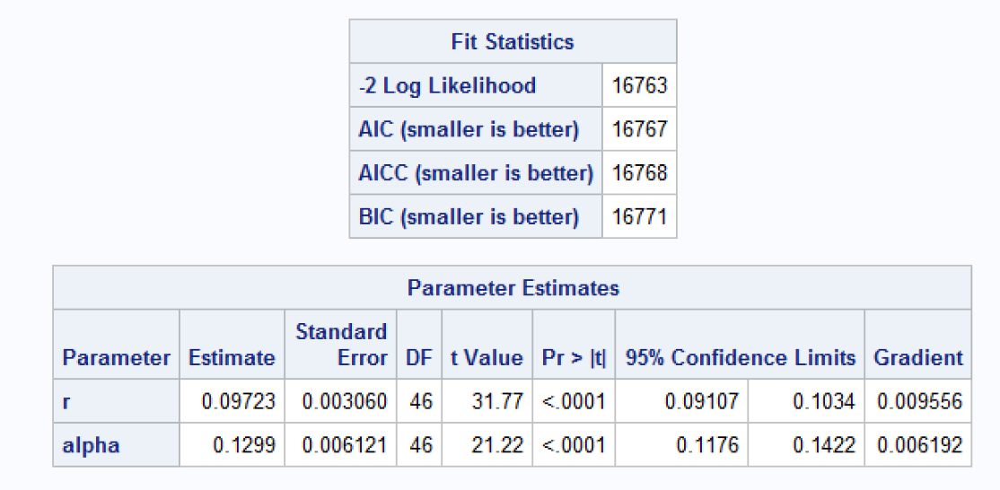 Fit Statistics
-2 Log Likelihood 16763
AIC (smaller is better) 16767
AICC (smaller is better) 16768
BIC (smaller is better) 16771
Parameter Estimates
Parameter Estimate Standard Error DF t Value Pr > |t| 95% Confidence Limits Gradient
r 0.09723 0.003060 46 31.77 <.0001 0.09107 0.1034 0.009556
alpha 0.1299 0.006121 46 21.22 <.0001 0.1176 0.1422 0.006192